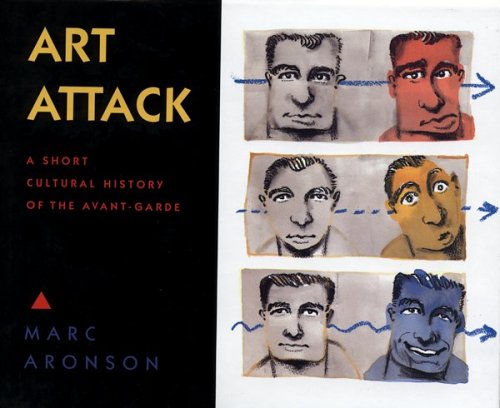 ART
ATTACK
A SHORT
CULTURAL HISTORY
OF THE AVANT-GARDE
MARC
ARONSON